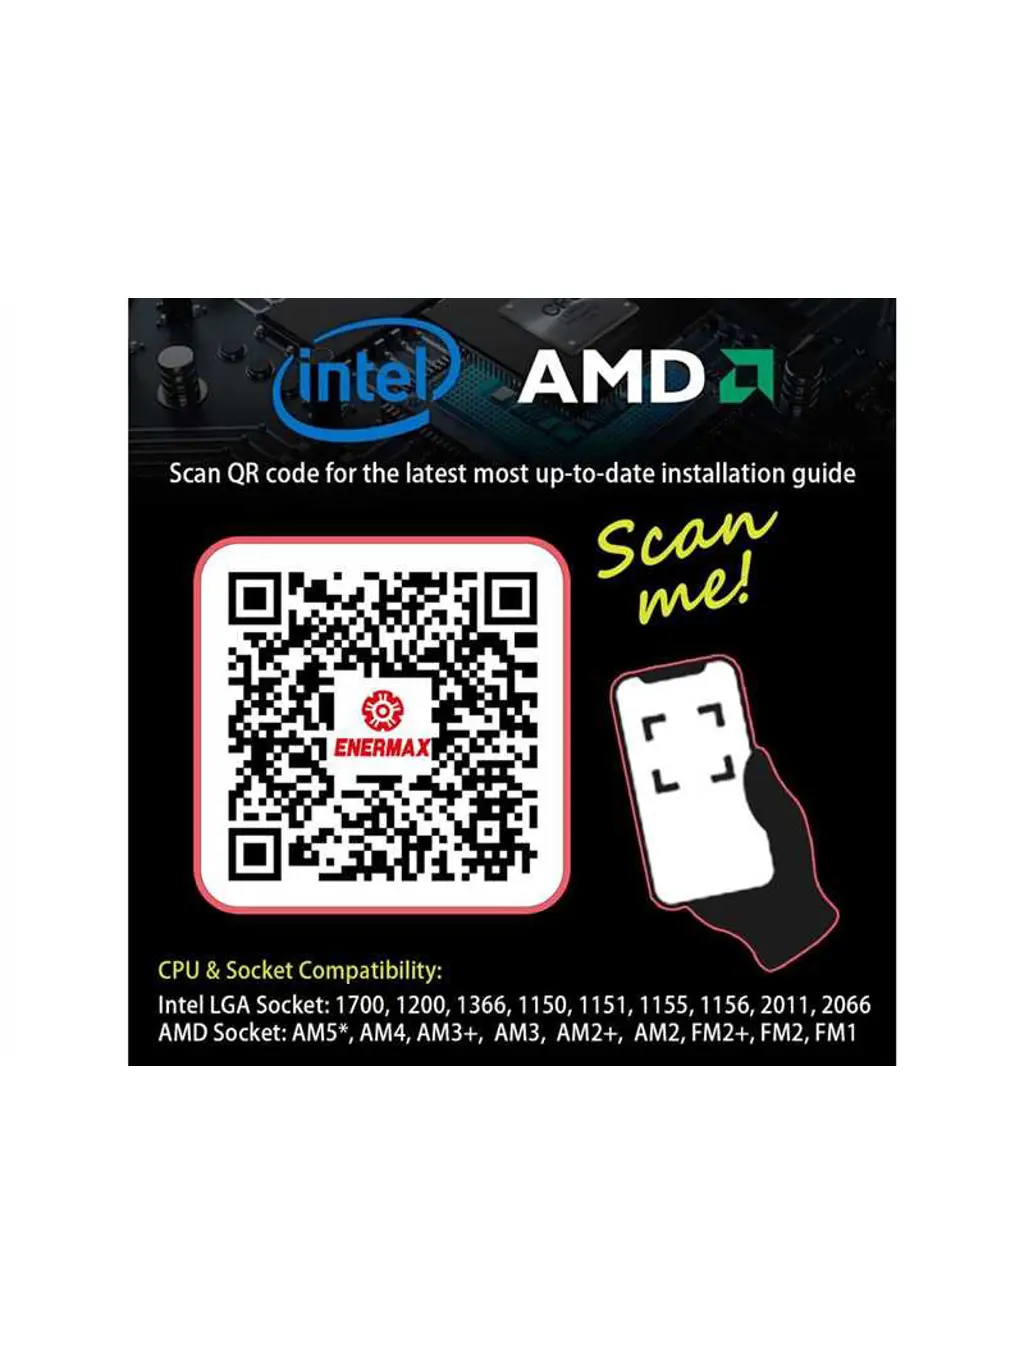 intel AMD
Scan QR code for the latest most up-to-date installation guide
Scan
me!
ENERMAX
CPU & Socket Compatibility:
Intel LGA Socket: 1700, 1200, 1366, 1150, 1151, 1155, 1156, 2011, 2066
AMD Socket: AM5*, AM4, AM3+, AM3, AM2+, AM2, FM2+, FM2, FM1